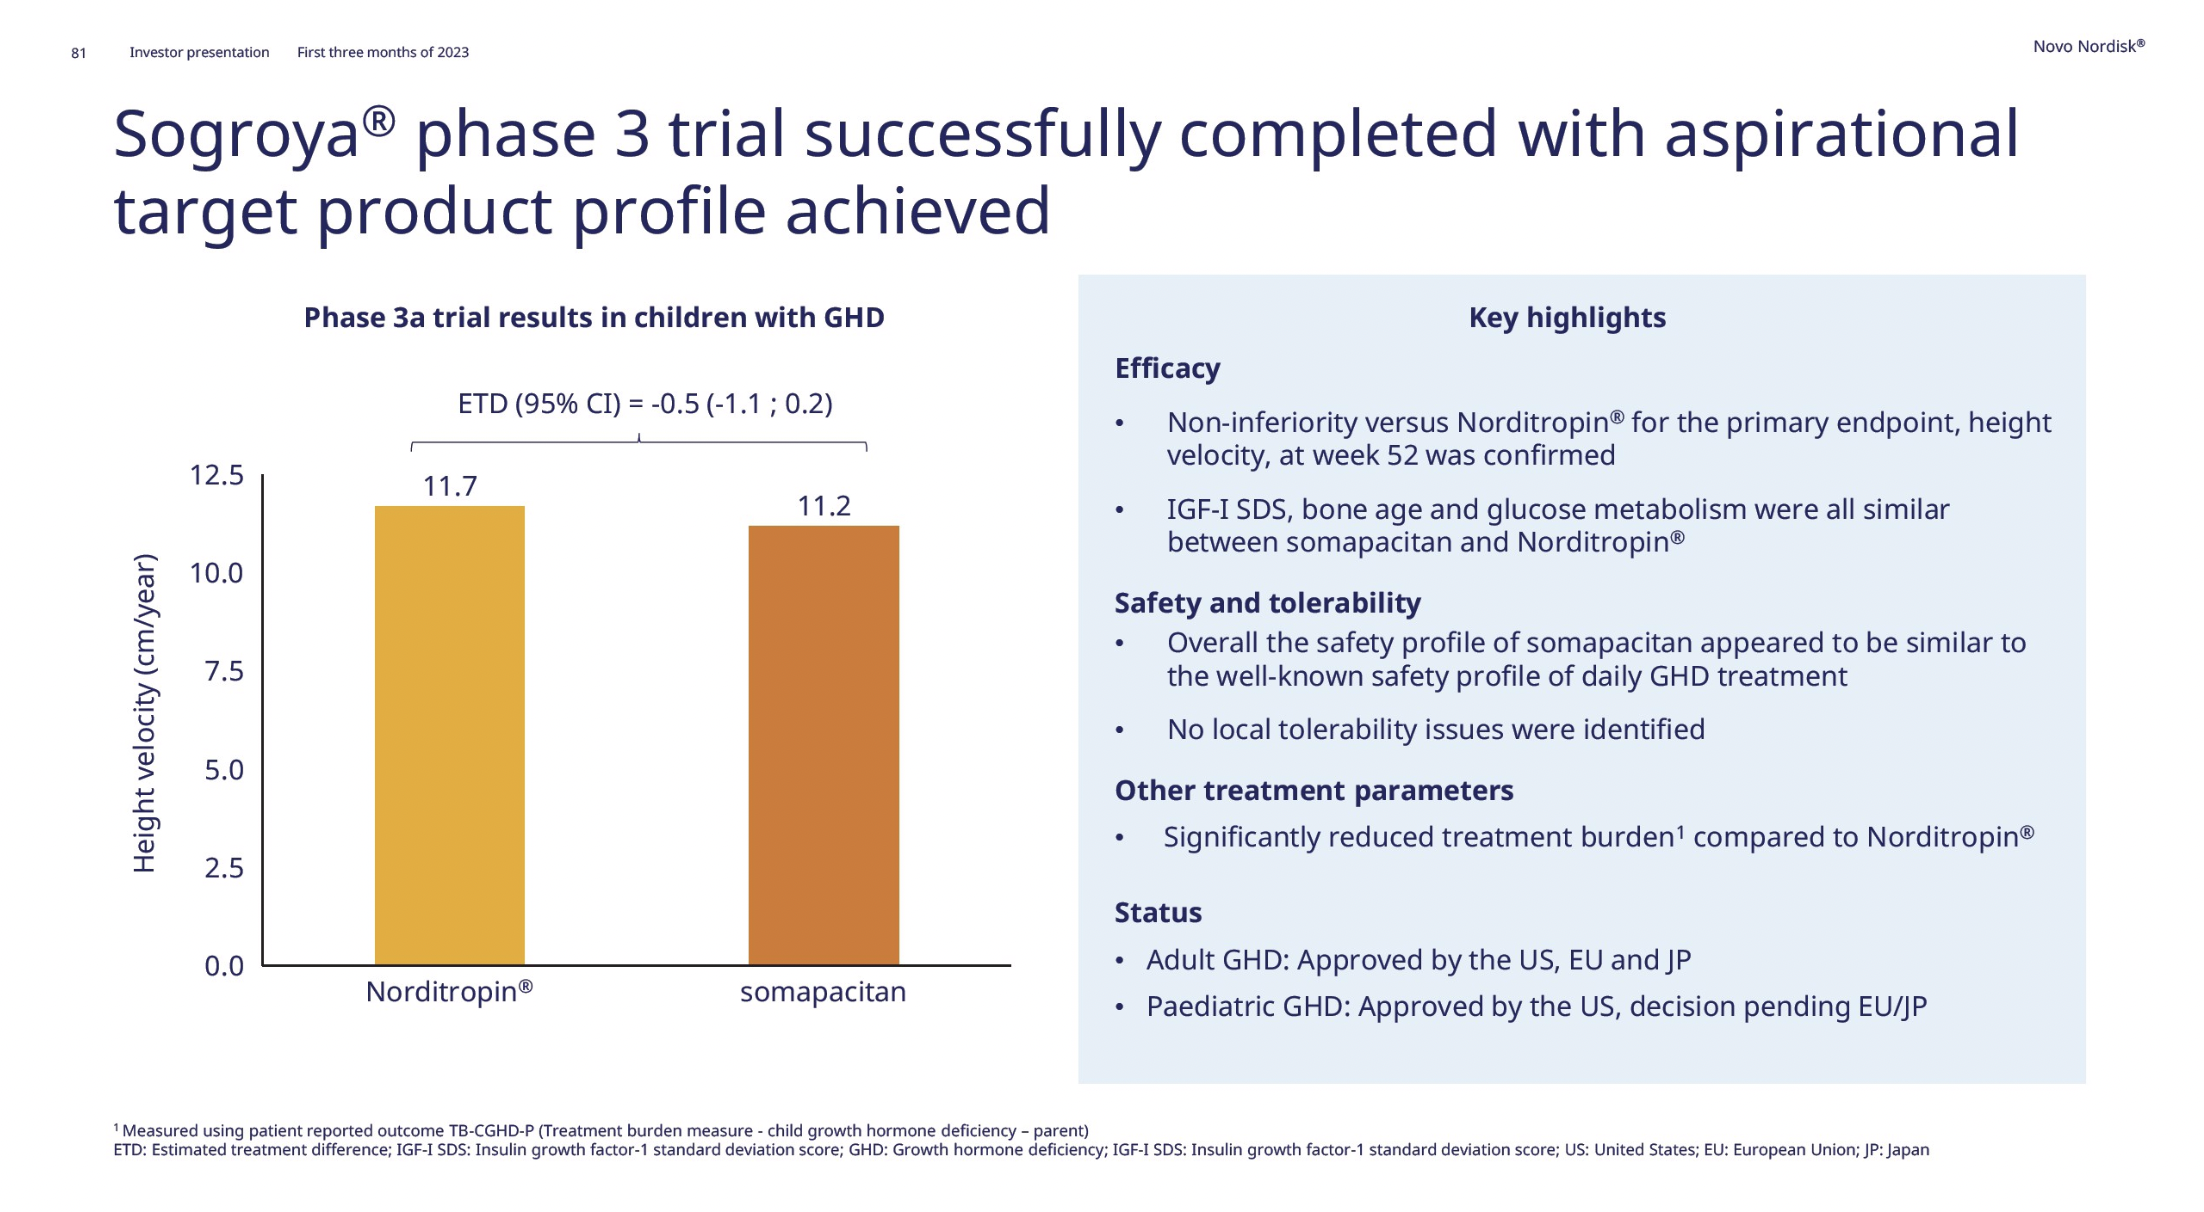 81 Investor presentation First three months of 2023
Novo Nordisk®
Sogroya® phase 3 trial successfully completed with aspirational
target product profile achieved
Phase 3a trial results in children with GHD
ETD (95% CI) = -0.5 (-1.1 ; 0.2)
Height velocity (cm/year)
12.5
10.0
7.5
5.0
2.5
0.0
11.7
11.2
Norditropin®
somapacitan
Key highlights
Efficacy
• Non-inferiority versus Norditropin® for the primary endpoint, height
velocity, at week 52 was confirmed
• IGF-I SDS, bone age and glucose metabolism were all similar
between somapacitan and Norditropin®
Safety and tolerability
• Overall the safety profile of somapacitan appeared to be similar to
the well-known safety profile of daily GHD treatment
• No local tolerability issues were identified
Other treatment parameters
• Significantly reduced treatment burden¹ compared to Norditropin®
Status
• Adult GHD: Approved by the US, EU and JP
• Paediatric GHD: Approved by the US, decision pending EU/JP
¹ Measured using patient reported outcome TB-CGHD-P (Treatment burden measure - child growth hormone deficiency – parent)
ETD: Estimated treatment difference; IGF-I SDS: Insulin growth factor-1 standard deviation score; GHD: Growth hormone deficiency; IGF-I SDS: Insulin growth factor-1 standard deviation score; US: United States; EU: European Union; JP: Japan